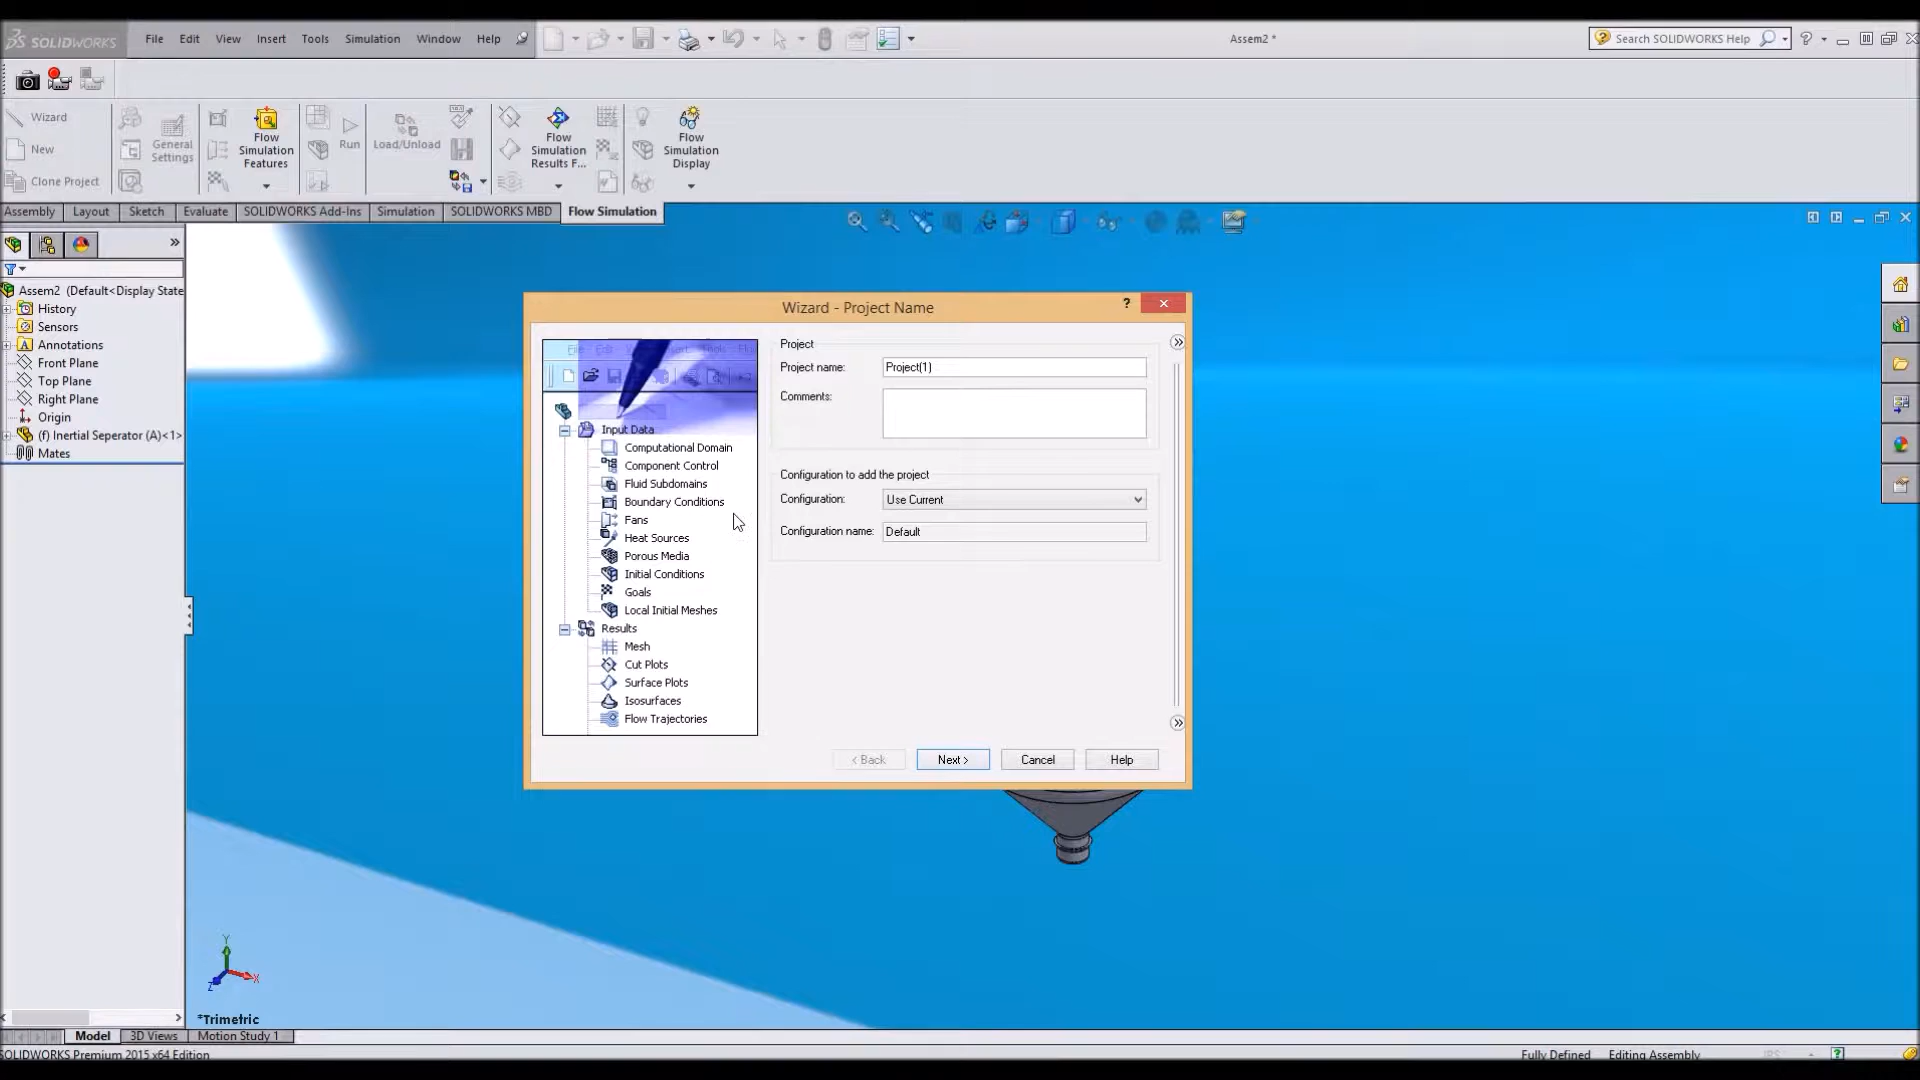 SOLIDWORKS
File Edit View Insert Tools Simulation Window Help
Assem2 *
Search SOLIDWORKS Help
Wizard
New
Clone Project
General Settings
Flow Simulation Features
Run
Load/Unload
Flow Simulation Results F...
Flow Simulation Display
Assembly Layout Sketch Evaluate SOLIDWORKS Add-Ins Simulation SOLIDWORKS MBD Flow Simulation
Assem2 (Default<Display State
History
Sensors
Annotations
Front Plane
Top Plane
Right Plane
Origin
(f) Inertial Seperator (A)<1>
Mates
Wizard - Project Name
Input Data
Computational Domain
Component Control
Fluid Subdomains
Boundary Conditions
Fans
Heat Sources
Porous Media
Initial Conditions
Goals
Local Initial Meshes
Results
Mesh
Cut Plots
Surface Plots
Isosurfaces
Flow Trajectories
Project
Project name: Project(1)
Comments:
Configuration to add the project
Configuration: Use Current
Configuration name: Default
< Back Next > Cancel Help
Y
X
Z
*Trimetric
Model 3D Views Motion Study 1
SOLIDWORKS Premium 2015 x64 Edition
Fully Defined Editing Assembly